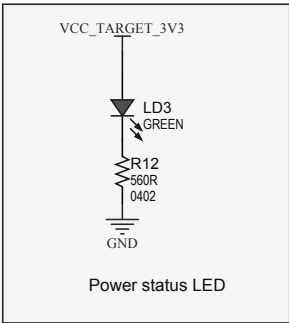 VCC_TARGET_3V3
LD3
GREEN
R12
560R
0402
GND
Power status LED